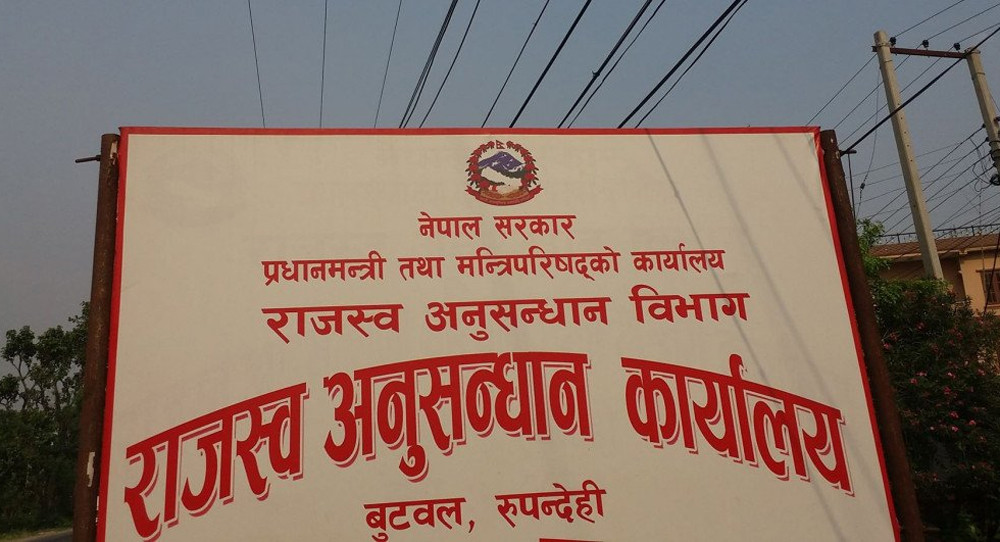 नेपाल सरकार
प्रधानमन्त्री तथा मन्त्रिपरिषद्को कार्यालय
राजस्व अनुसन्धान विभाग
राजस्व अनुसन्धान कार्यालय
बुटवल, रुपन्देही